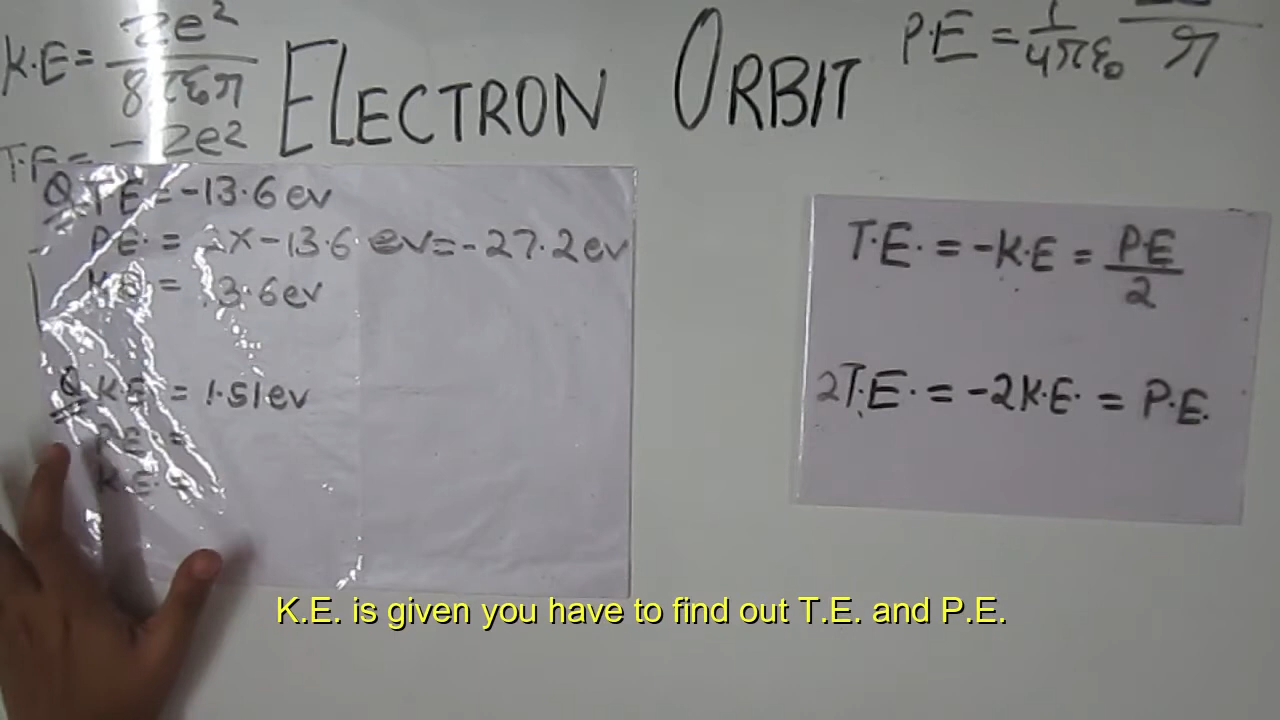 K.E = Ze²
8πε₀r
ELECTRON ORBIT
P.E = 1
4πε₀ r
T.E = -Ze²
Q T.E = -13.6 ev
P.E. = 2X-13.6 ev = -27.2 ev
K.E = 13.6 ev
Q K.E = 1.51 ev
P.E =
K.E. =
T.E. = -K.E = P.E
2
2T.E. = -2K.E. = P.E.
K.E. is given you have to find out T.E. and P.E.